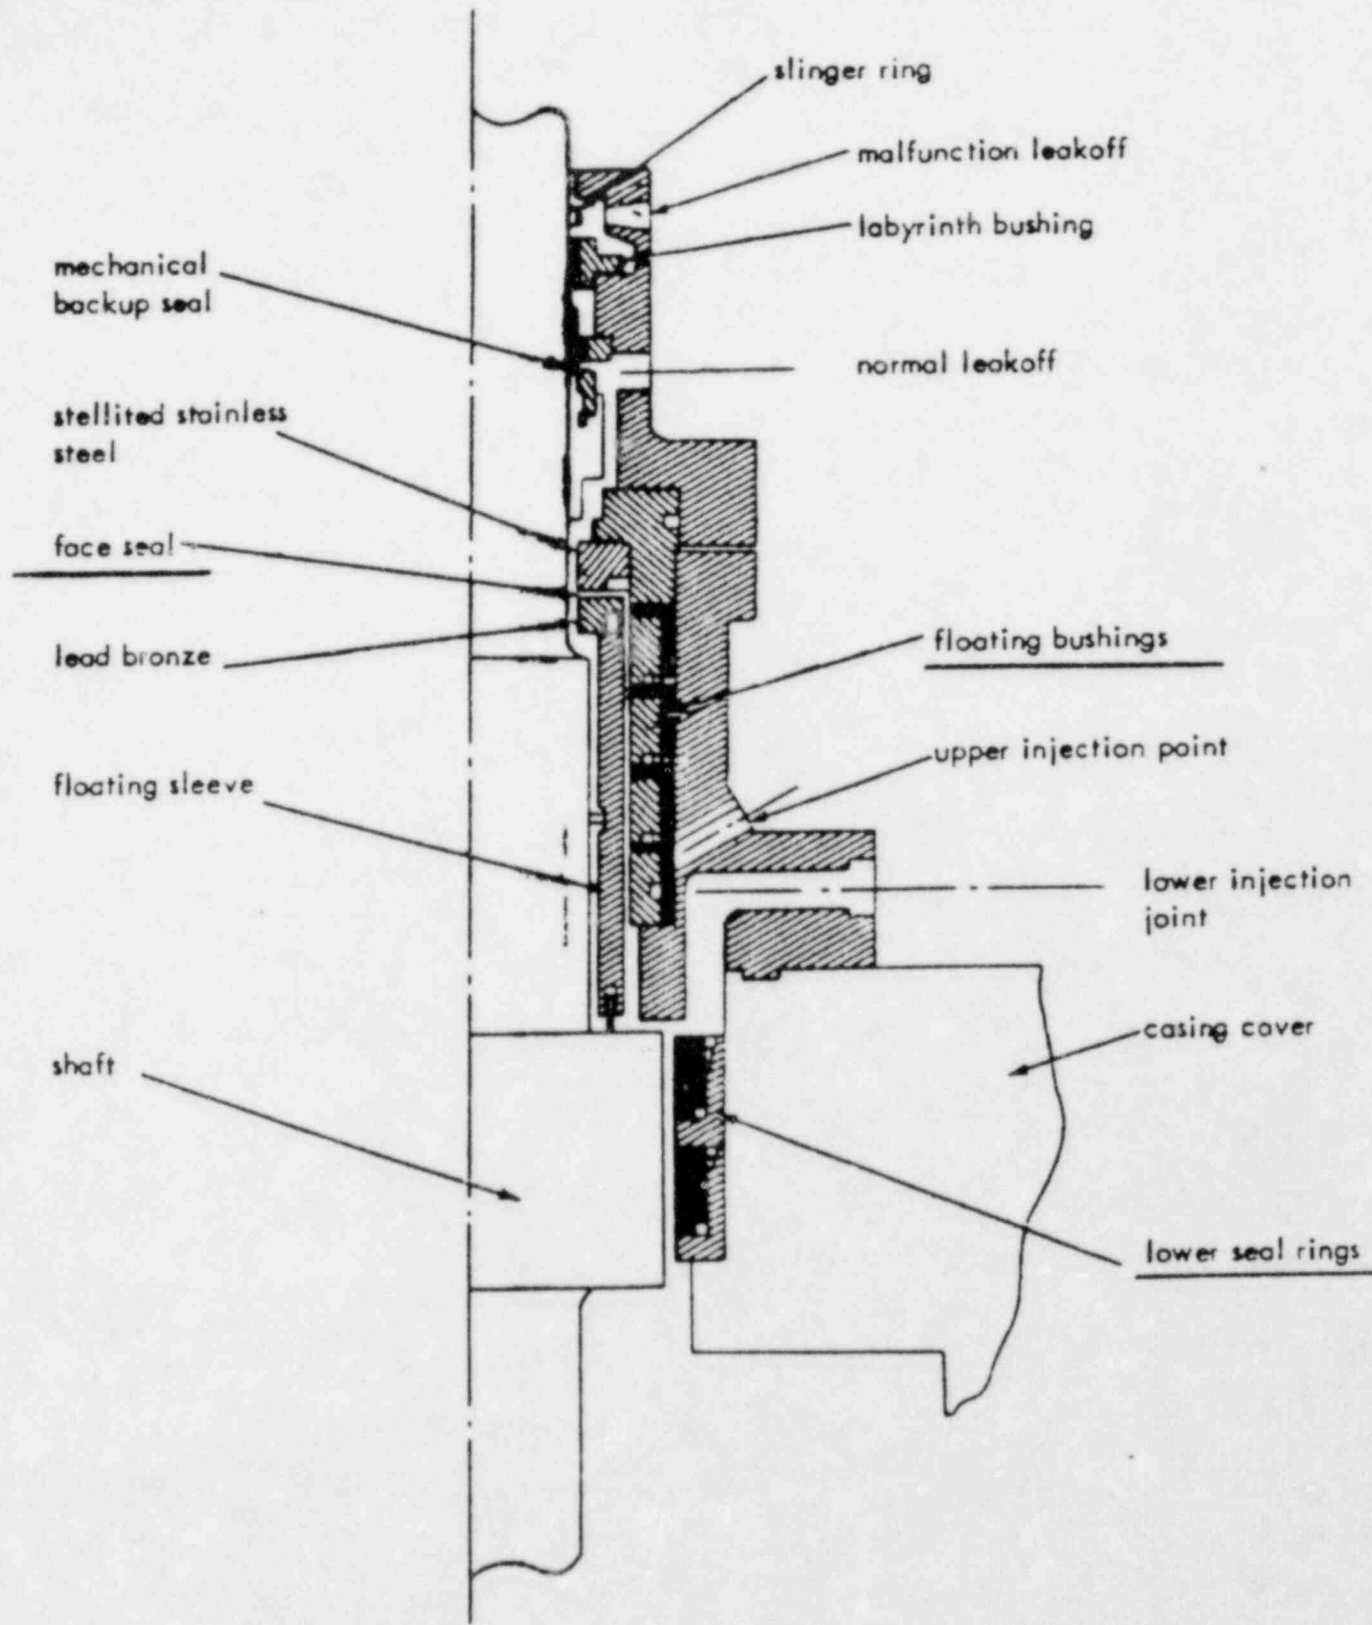 slinger ring
malfunction leakoff
labyrinth bushing
mechanical
backup seal
normal leakoff
stellited stainless
steel
face seal
lead bronze
floating bushings
upper injection point
floating sleeve
lower injection
joint
casing cover
shaft
lower seal rings